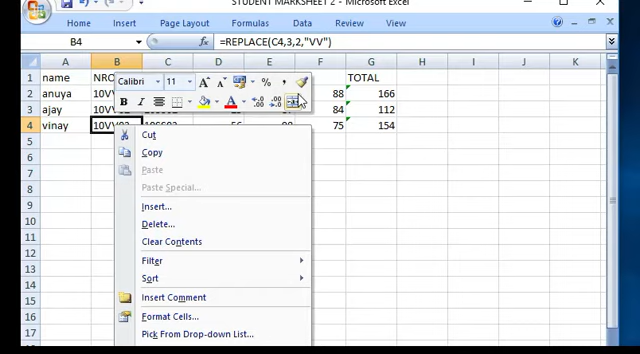 STUDENT MARKSHEET 2 - Microsoft Excel
Home Insert Page Layout Formulas Data Review View
B4 fx =REPLACE(C4,3,2,"VV")
A B C D E F G H I J K
1 name NRO TOTAL
Calibri 11 A A % ,
2 anuya 10VV 88 166
B I A .00 .0
3 ajay 84 112
4 vinay 10VV03 75 154
5
Cut
6
Copy
7
Paste
8
Paste Special...
9
Insert...
10
Delete...
11
Clear Contents
12
Filter
13
Sort
14
15
Insert Comment
16
Format Cells...
17
Pick From Drop-down List...